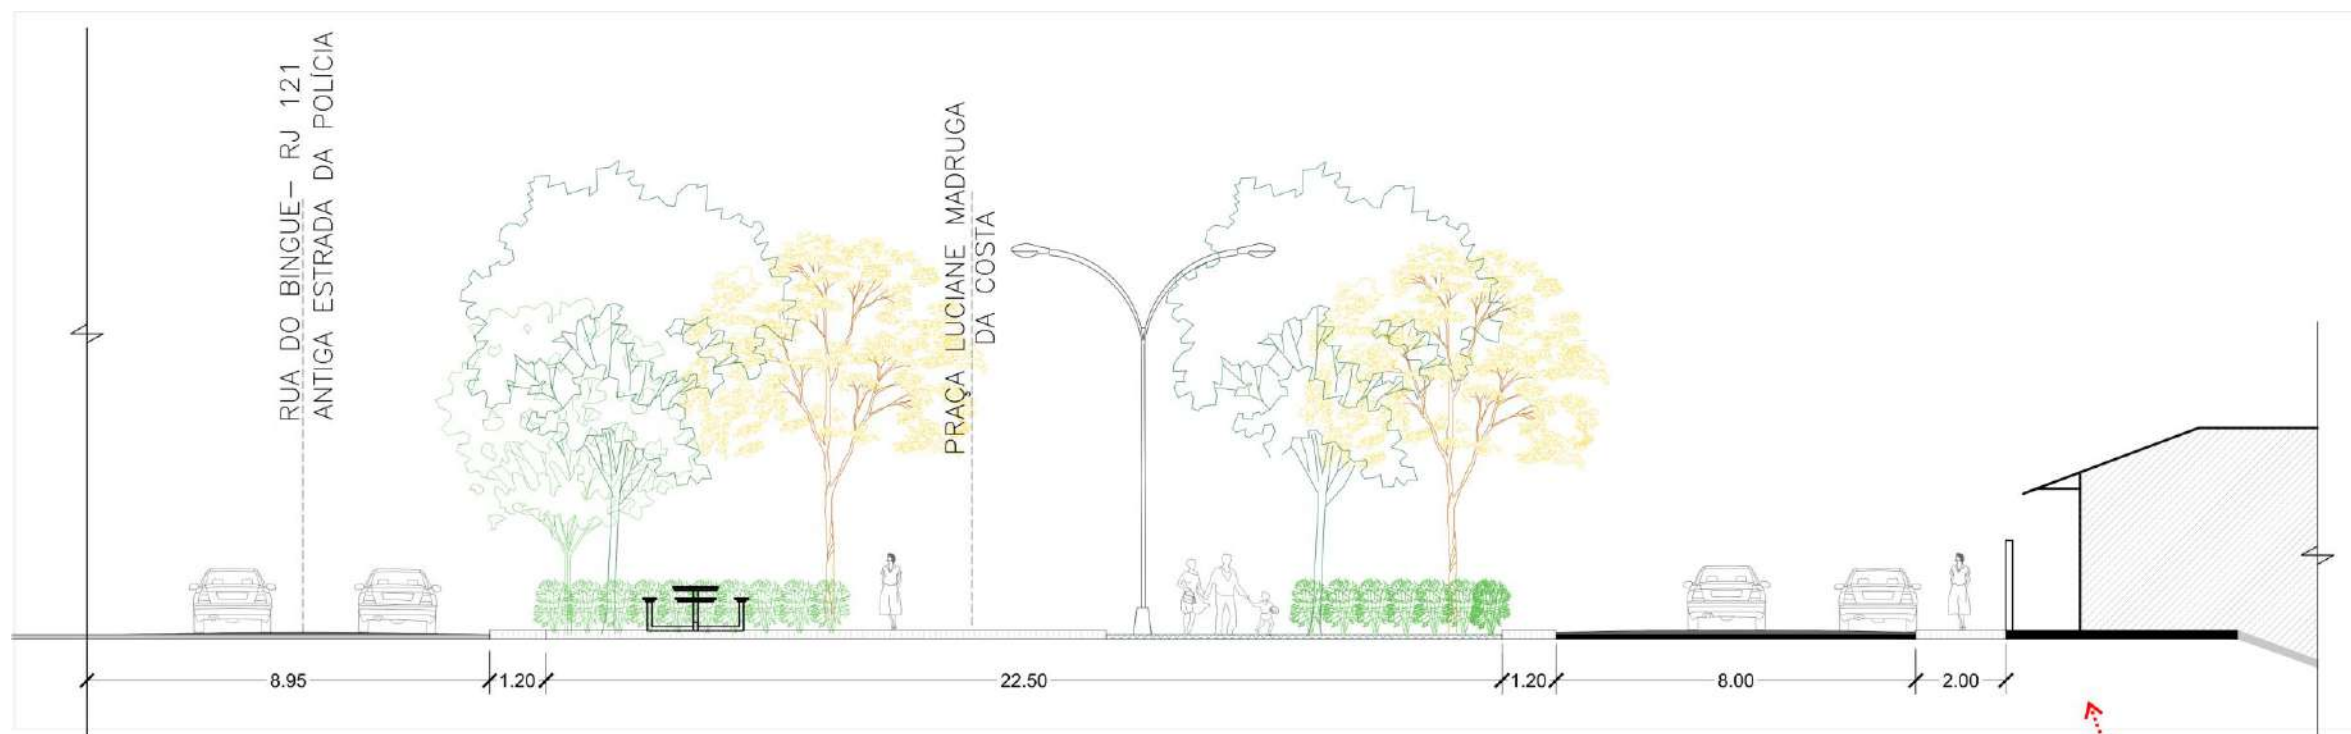 RUA DO BINGUE- RJ 121
ANTIGA ESTRADA DA POLÍCIA
PRAÇA LUCIANE MADRUGA
DA COSTA
8.95
1.20
22.50
1.20
8.00
2.00